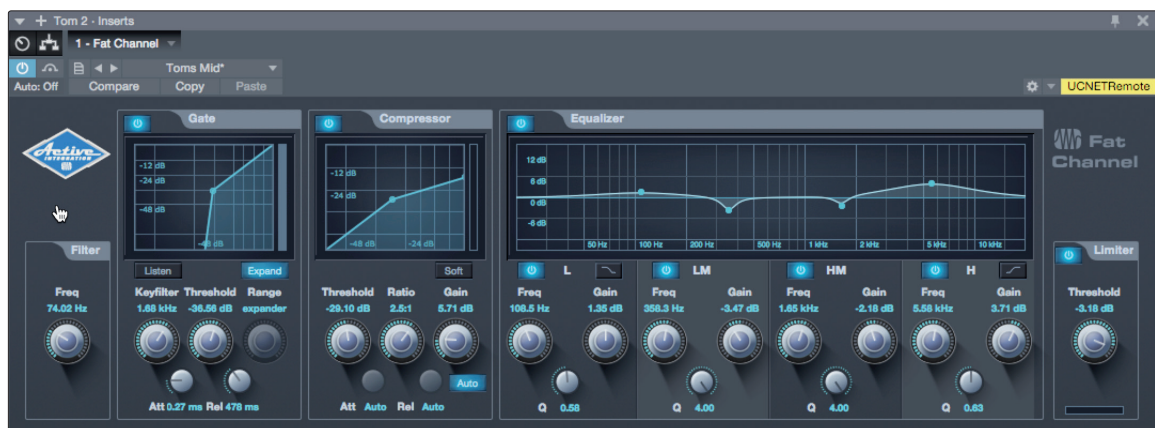 Tom 2 - Inserts
1 - Fat Channel
Toms Mid*
Auto: Off Compare Copy Paste
UCNETRemote
Active
INTEGRATION
Fat
Channel
Filter
Freq
74.02 Hz
Gate
-12 dB
-24 dB
-48 dB
-48 dB
Listen Expand
Keyfilter Threshold Range
1.68 kHz -36.56 dB expander
Att 0.27 ms Rel 478 ms
Compressor
-12 dB
-24 dB
-48 dB -24 dB
Soft
Threshold Ratio Gain
-29.10 dB 2.5:1 5.71 dB
Auto
Att Auto Rel Auto
Equalizer
12 dB
6 dB
0 dB
-6 dB
50 Hz 100 Hz 200 Hz 500 Hz 1 kHz 2 kHz 5 kHz 10 kHz
L LM HM H
Freq Gain Freq Gain Freq Gain Freq Gain
108.5 Hz 1.35 dB 358.3 Hz -3.47 dB 1.65 kHz -2.18 dB 5.58 kHz 3.71 dB
Q 0.58 Q 4.00 Q 4.00 Q 0.63
Limiter
Threshold
-3.18 dB